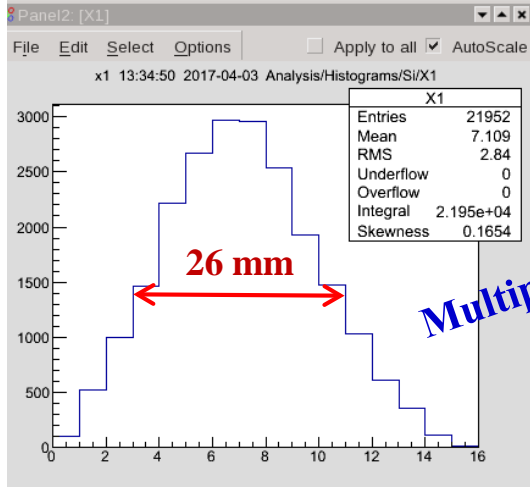 Panel2: [X1]
File Edit Select Options Apply to all AutoScale
x1 13:34:50 2017-04-03 Analysis/Histograms/Si/X1
X1
Entries 21952
Mean 7.109
RMS 2.84
Underflow 0
Overflow 0
Integral 2.195e+04
Skewness 0.1654
3000
2500
2000
1500
1000
500
0
26 mm
Multip
0 2 4 6 8 10 12 14 16